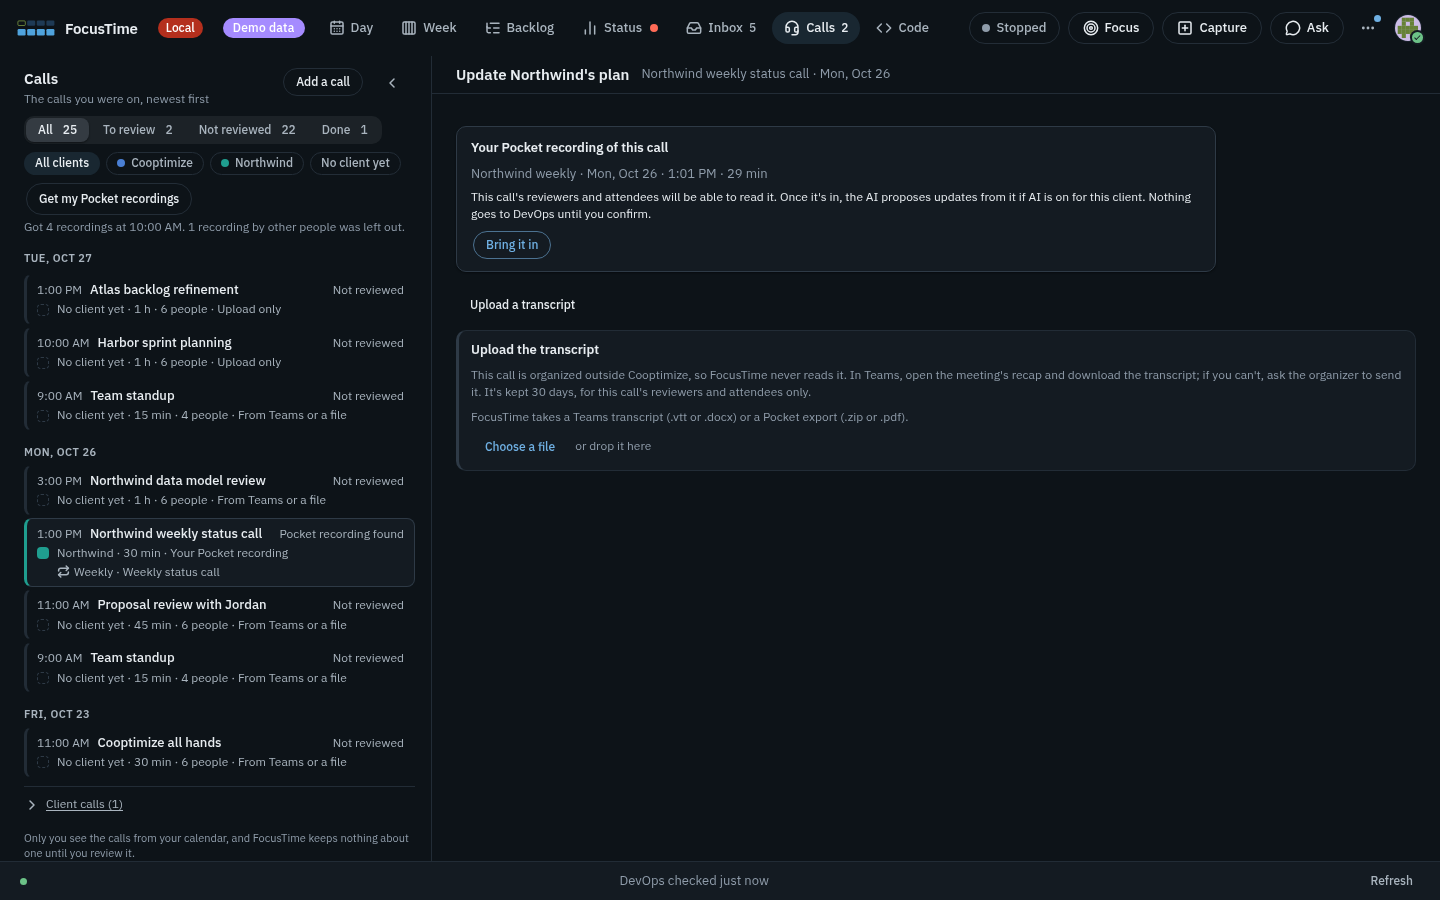 FocusTime
Local
Demo data
Day
Week
Backlog
Status
Inbox 5
Calls 2
Code
Stopped
Focus
Capture
Ask
Calls
The calls you were on, newest first
Add a call
All 25
To review 2
Not reviewed 22
Done 1
All clients
Cooptimize
Northwind
No client yet
Get my Pocket recordings
Got 4 recordings at 10:00 AM. 1 recording by other people was left out.
TUE, OCT 27
1:00 PM Atlas backlog refinement Not reviewed
No client yet · 1 h · 6 people · Upload only
10:00 AM Harbor sprint planning Not reviewed
No client yet · 1 h · 6 people · Upload only
9:00 AM Team standup Not reviewed
No client yet · 15 min · 4 people · From Teams or a file
MON, OCT 26
3:00 PM Northwind data model review Not reviewed
No client yet · 1 h · 6 people · From Teams or a file
1:00 PM Northwind weekly status call Pocket recording found
Northwind · 30 min · Your Pocket recording
Weekly · Weekly status call
11:00 AM Proposal review with Jordan Not reviewed
No client yet · 45 min · 6 people · From Teams or a file
9:00 AM Team standup Not reviewed
No client yet · 15 min · 4 people · From Teams or a file
FRI, OCT 23
11:00 AM Cooptimize all hands Not reviewed
No client yet · 30 min · 6 people · From Teams or a file
Client calls (1)
Only you see the calls from your calendar, and FocusTime keeps nothing about
one until you review it.
Update Northwind's plan Northwind weekly status call · Mon, Oct 26
Your Pocket recording of this call
Northwind weekly · Mon, Oct 26 · 1:01 PM · 29 min
This call's reviewers and attendees will be able to read it. Once it's in, the AI proposes updates from it if AI is on for this client. Nothing
goes to DevOps until you confirm.
Bring it in
Upload a transcript
Upload the transcript
This call is organized outside Cooptimize, so FocusTime never reads it. In Teams, open the meeting's recap and download the transcript; if you can't, ask the organizer to send
it. It's kept 30 days, for this call's reviewers and attendees only.
FocusTime takes a Teams transcript (.vtt or .docx) or a Pocket export (.zip or .pdf).
Choose a file or drop it here
DevOps checked just now
Refresh